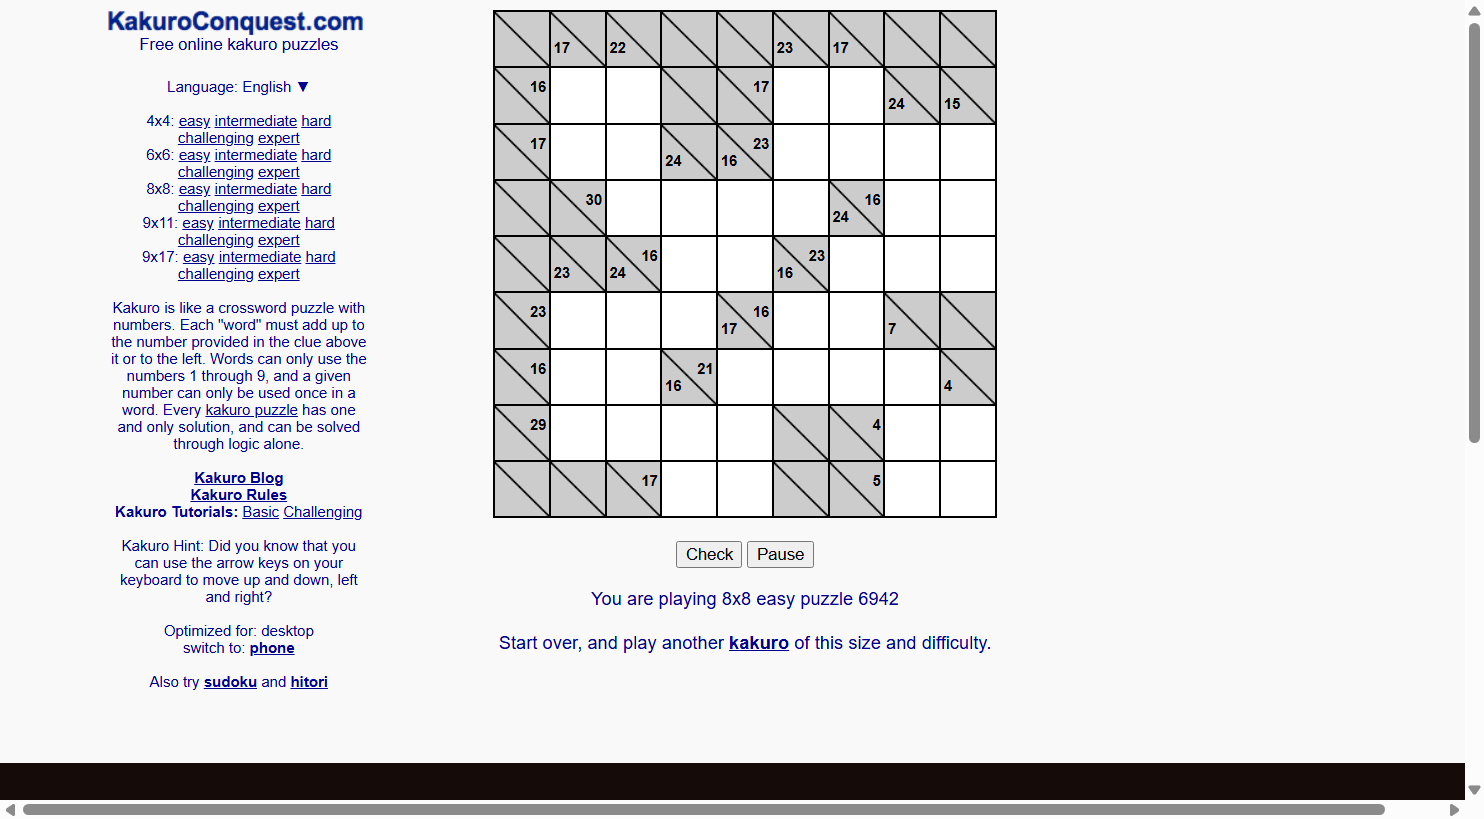 KakuroConquest.com
Free online kakuro puzzles
Language: English ▼
4x4: easy intermediate hard
challenging expert
6x6: easy intermediate hard
challenging expert
8x8: easy intermediate hard
challenging expert
9x11: easy intermediate hard
challenging expert
9x17: easy intermediate hard
challenging expert
Kakuro is like a crossword puzzle with
numbers. Each "word" must add up to
the number provided in the clue above
it or to the left. Words can only use the
numbers 1 through 9, and a given
number can only be used once in a
word. Every kakuro puzzle has one
and only solution, and can be solved
through logic alone.
Kakuro Blog
Kakuro Rules
Kakuro Tutorials: Basic Challenging
Kakuro Hint: Did you know that you
can use the arrow keys on your
keyboard to move up and down, left
and right?
Optimized for: desktop
switch to: phone
Also try sudoku and hitori
17 22 23 17
16 17 24 15
17 24 23 16
30 16 24
23 24 16 23 16
23 16 17 7
16 21 16 4
29 4
17 5
Check Pause
You are playing 8x8 easy puzzle 6942
Start over, and play another kakuro of this size and difficulty.